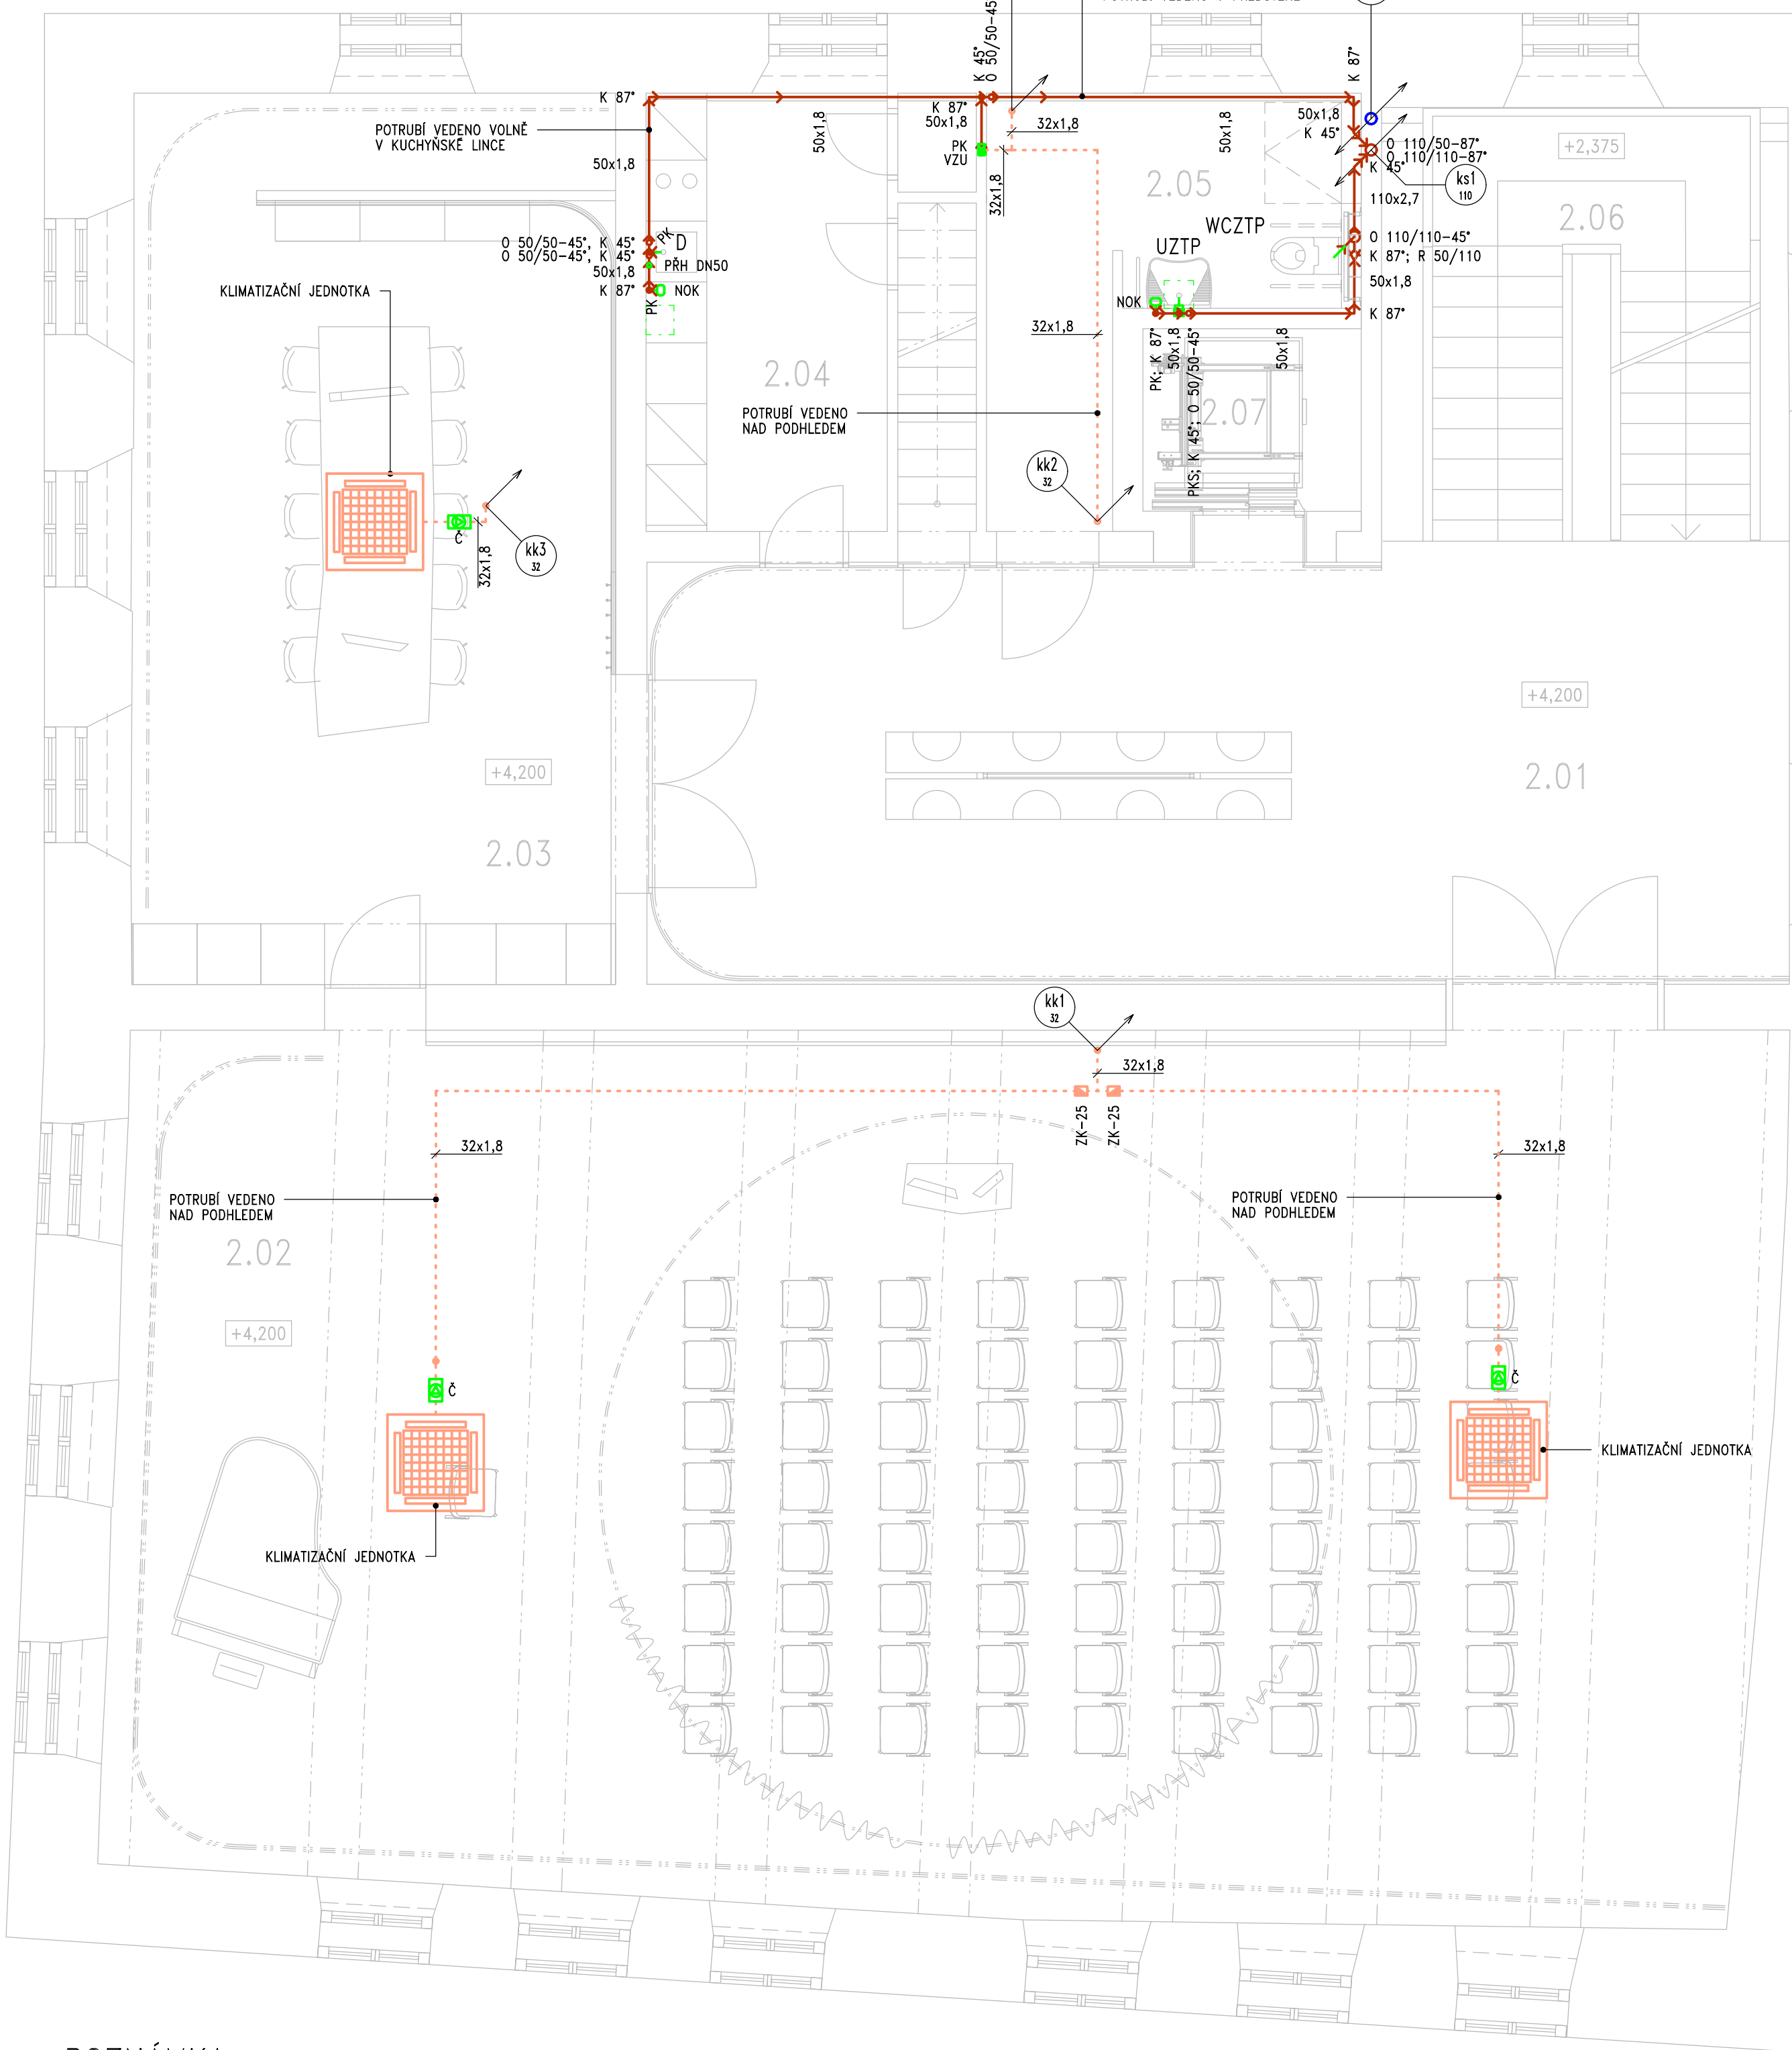 K 45°
O 50/50-45°
K 87°
K 87°
POTRUBÍ VEDENO VOLNĚ
V KUCHYŇSKÉ LINCE
50x1,8
50x1,8
K 87°
50x1,8
PK
VZU
32x1,8
32x1,8
50x1,8
50x1,8
K 45°
O 110/50-87°
O 110/110-87°
K 45°
ks1
110
110x2,7
+2,375
2.05
2.06
WCZTP
UZTP
O 110/110-45°
K 87°; R 50/110
50x1,8
K 87°
O 50/50-45°, K 45°
O 50/50-45°, K 45°
50x1,8
K 87°
PK
D
PŘH DN50
NOK
PK
KLIMATIZAČNÍ JEDNOTKA
NOK
32x1,8
PK; K 87°
50x1,8
PKS; K 45°; O 50/50-45°
50x1,8
2.04
2.07
POTRUBÍ VEDENO
NAD PODHLEDEM
kk2
32
Č
32x1,8
kk3
32
+4,200
2.01
+4,200
2.03
kk1
32
32x1,8
ZK-25
ZK-25
32x1,8
32x1,8
POTRUBÍ VEDENO
NAD PODHLEDEM
POTRUBÍ VEDENO
NAD PODHLEDEM
2.02
+4,200
Č
Č
KLIMATIZAČNÍ JEDNOTKA
KLIMATIZAČNÍ JEDNOTKA